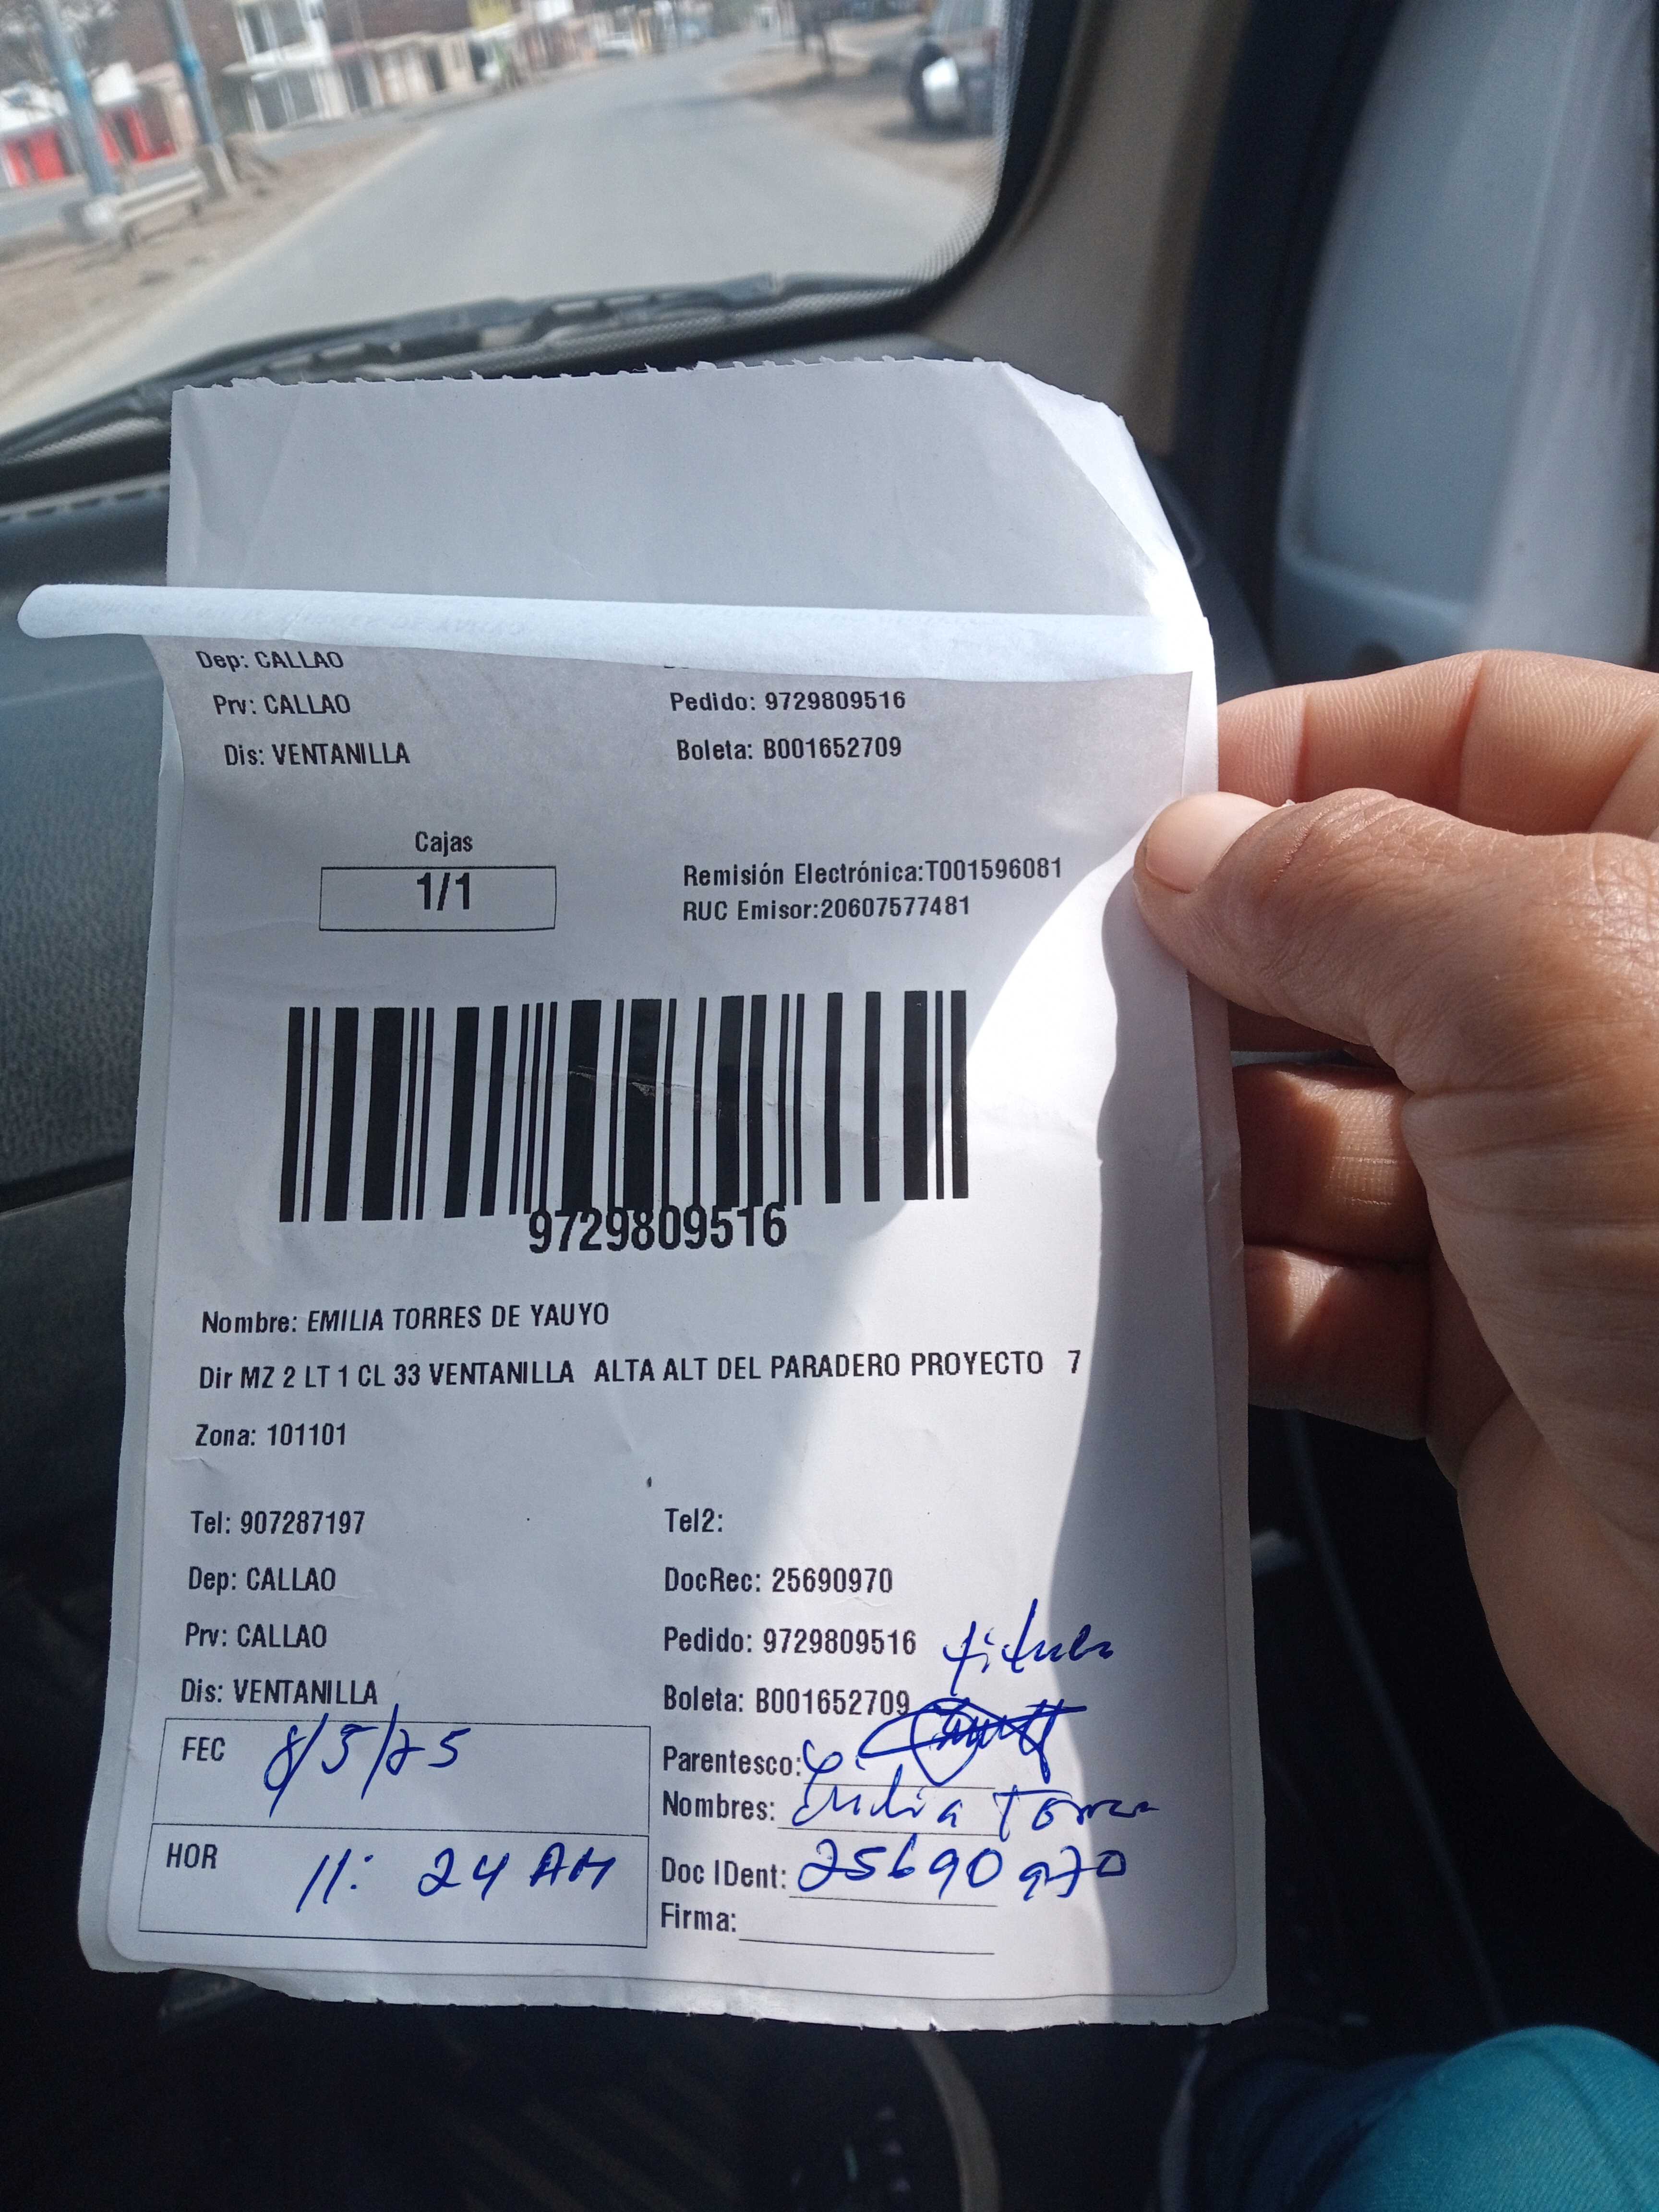 Dep: CALLAO
Prv: CALLAO Pedido: 9729809516
Dis: VENTANILLA Boleta: B001652709
Cajas
1/1
Remisión Electrónica:T001596081
RUC Emisor:20607577481
9729809516
Nombre: EMILIA TORRES DE YAUYO
Dir MZ 2 LT 1 CL 33 VENTANILLA ALTA ALT DEL PARADERO PROYECTO 7
Zona: 101101
Tel: 907287197 Tel2:
Dep: CALLAO DocRec: 25690970
Prv: CALLAO Pedido: 9729809516
Dis: VENTANILLA Boleta: B001652709
FEC 8/5/25 Parentesco:
Nombres: Emilia Torres
HOR 11: 24 AM Doc IDent: 25690970
Firma: